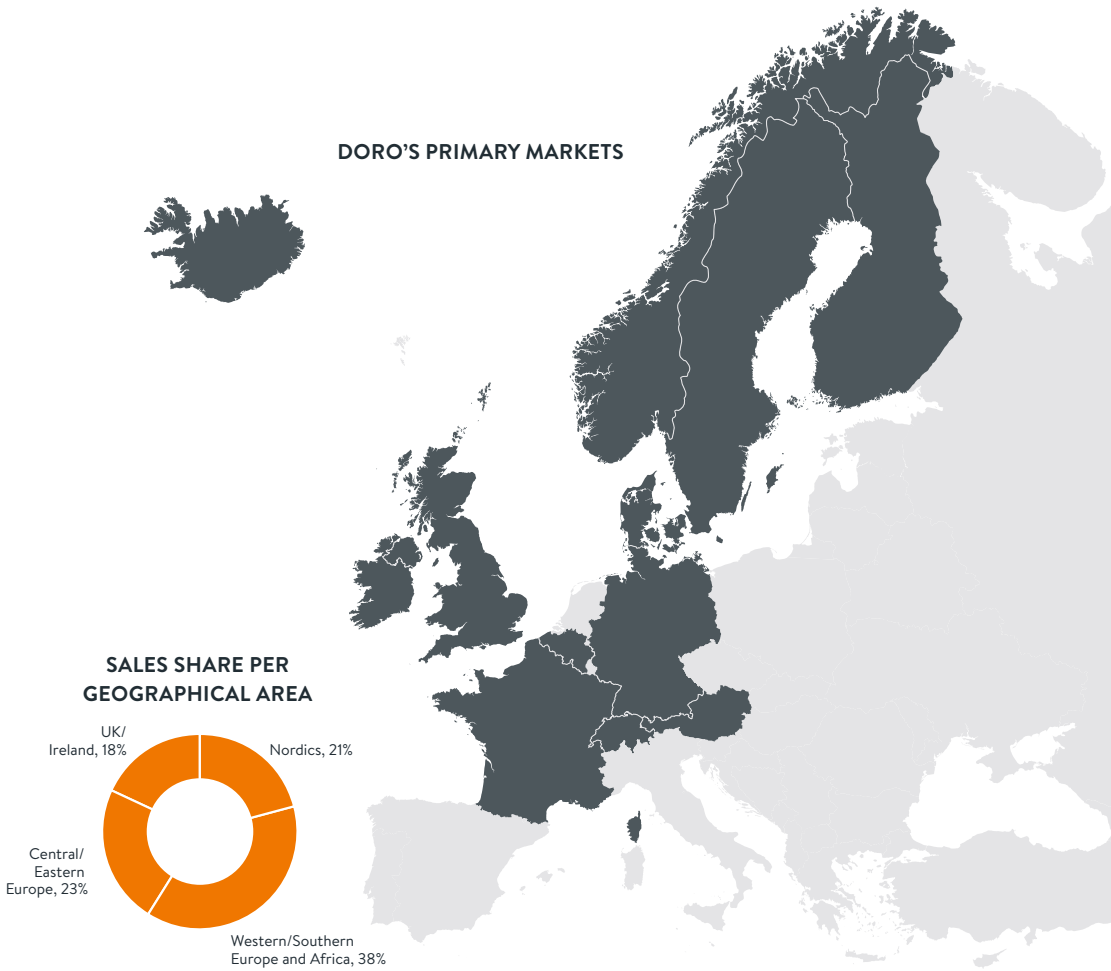 DORO'S PRIMARY MARKETS
SALES SHARE PER
GEOGRAPHICAL AREA
UK/
Ireland, 18%
Nordics, 21%
Central/
Eastern
Europe, 23%
Western/Southern
Europe and Africa, 38%